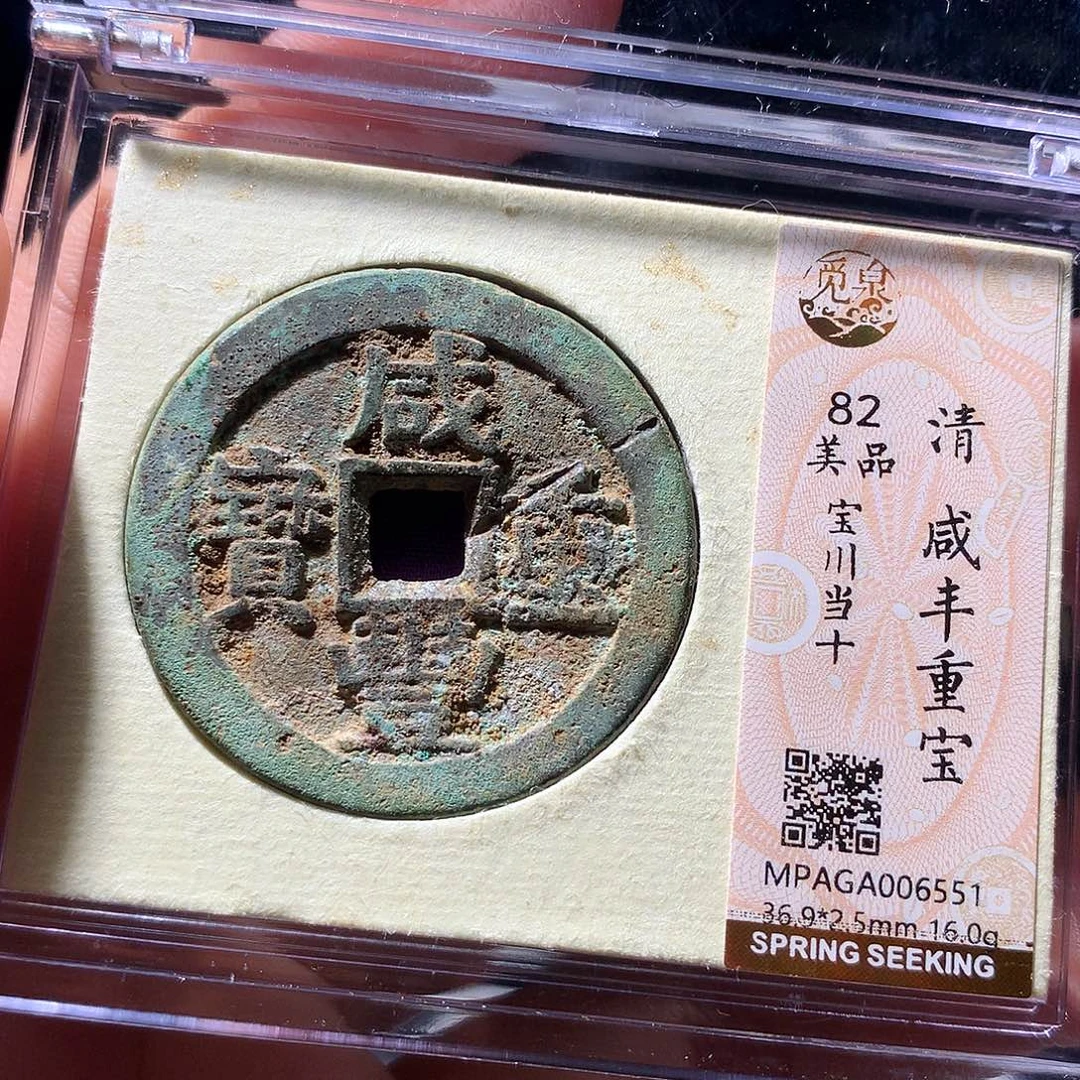 咸
豐
重
寶
觅泉
清 咸丰重宝
82
美品
宝川当十
MPAGA006551
36.9*2.5mm 16.0g
SPRING SEEKING